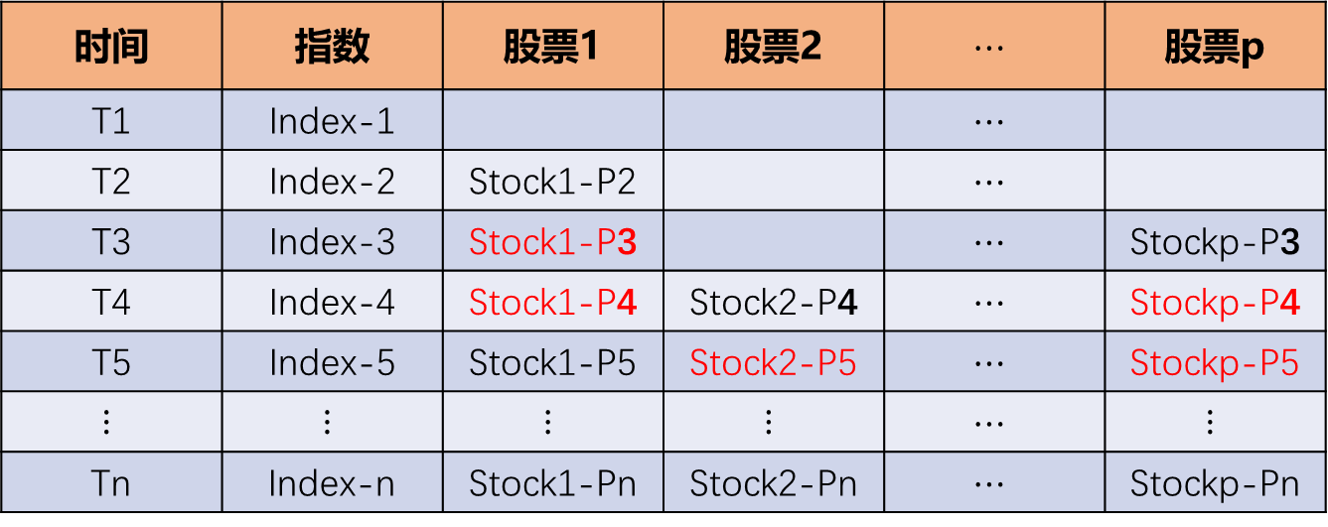 时间 指数 股票1 股票2 … 股票p
T1 Index-1 …
T2 Index-2 Stock1-P2 …
T3 Index-3 Stock1-P3 … Stockp-P3
T4 Index-4 Stock1-P4 Stock2-P4 … Stockp-P4
T5 Index-5 Stock1-P5 Stock2-P5 … Stockp-P5
⋮ ⋮ ⋮ ⋮ … ⋮
Tn Index-n Stock1-Pn Stock2-Pn … Stockp-Pn